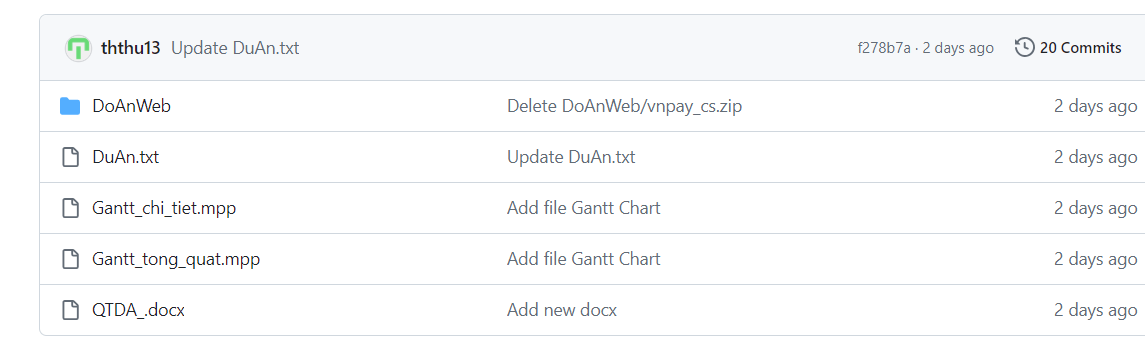 ththu13 Update DuAn.txt f278b7a · 2 days ago 20 Commits
DoAnWeb Delete DoAnWeb/vnpay_cs.zip 2 days ago
DuAn.txt Update DuAn.txt 2 days ago
Gantt_chi_tiet.mpp Add file Gantt Chart 2 days ago
Gantt_tong_quat.mpp Add file Gantt Chart 2 days ago
QTDA_.docx Add new docx 2 days ago